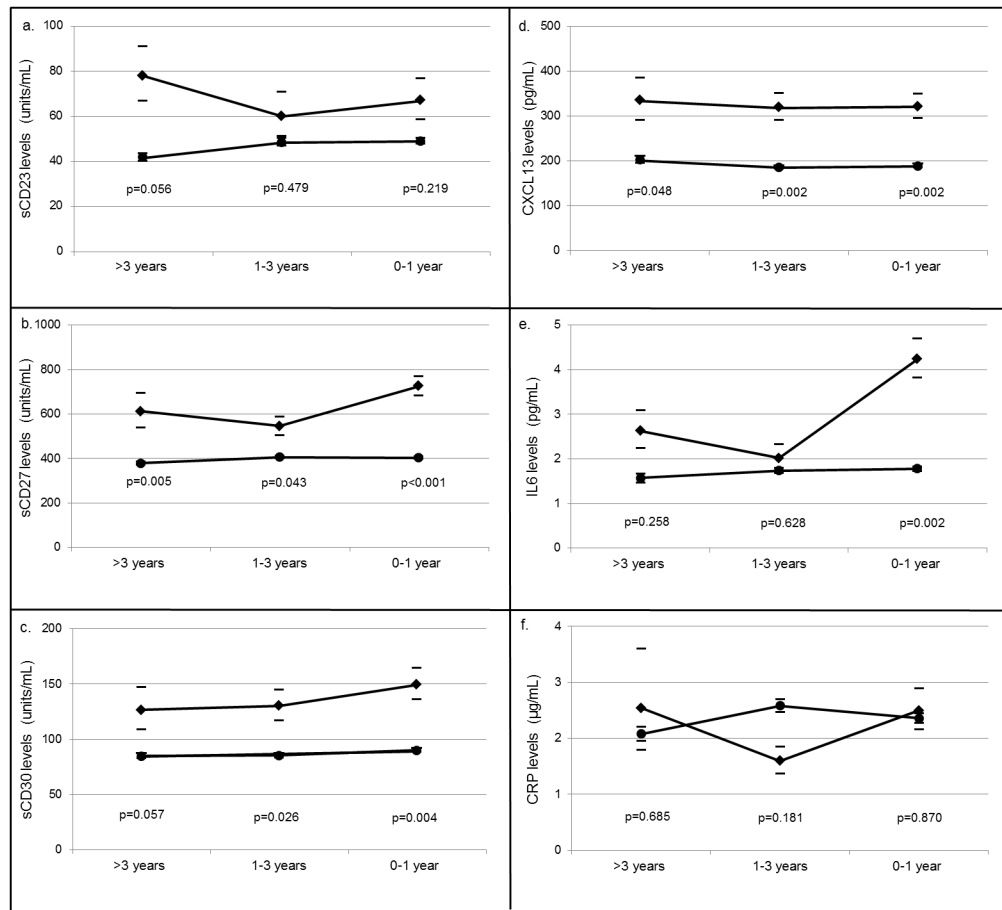 a.
sCD23 levels (units/mL)
100
80
60
40
20
0
p=0.056
p=0.479
p=0.219
>3 years
1-3 years
0-1 year
b.
sCD27 levels (units/mL)
1000
800
600
400
200
0
p=0.005
p=0.043
p<0.001
>3 years
1-3 years
0-1 year
c.
sCD30 levels (units/mL)
200
150
100
50
0
p=0.057
p=0.026
p=0.004
>3 years
1-3 years
0-1 year
d.
CXCL13 levels (pg/mL)
500
400
300
200
100
0
p=0.048
p=0.002
p=0.002
>3 years
1-3 years
0-1 year
e.
IL6 levels (pg/mL)
5
4
3
2
1
0
p=0.258
p=0.628
p=0.002
>3 years
1-3 years
0-1 year
f.
CRP levels (µg/mL)
4
3
2
1
0
p=0.685
p=0.181
p=0.870
>3 years
1-3 years
0-1 year